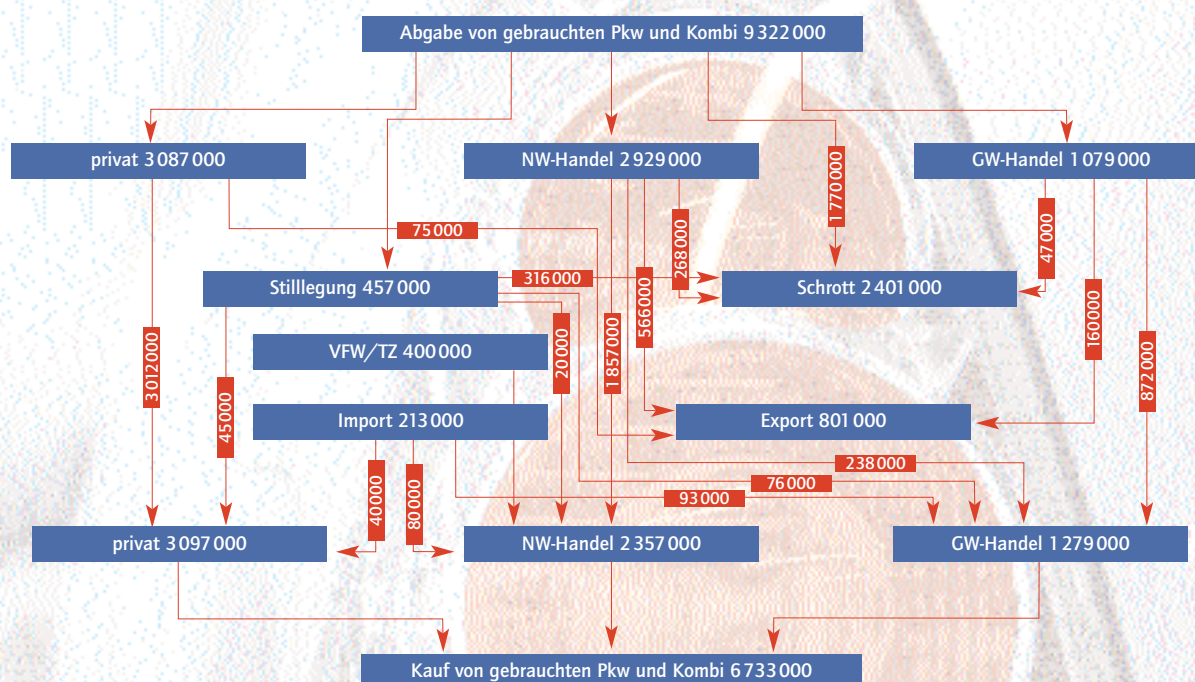 Abgabe von gebrauchten Pkw und Kombi 9 322 000
privat 3 087 000
NW-Handel 2 929 000
GW-Handel 1 079 000
1 770 000
75 000
47 000
268 000
Stilllegung 457 000
316 000
Schrott 2 401 000
566 000
160 000
VFW/TZ 400 000
20 000
1 857 000
3 012 000
872 000
45 000
Import 213 000
Export 801 000
238 000
76 000
93 000
40 000
80 000
privat 3 097 000
NW-Handel 2 357 000
GW-Handel 1 279 000
Kauf von gebrauchten Pkw und Kombi 6 733 000